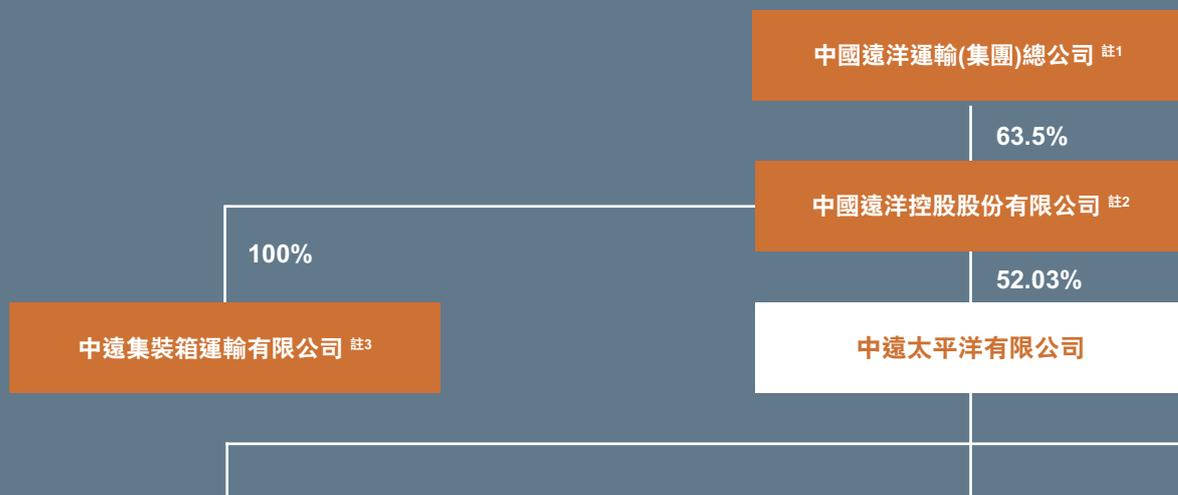 中國遠洋運輸(集團)總公司 註1
63.5%
中國遠洋控股股份有限公司 註2
100%
52.03%
中遠集裝箱運輸有限公司 註3
中遠太平洋有限公司